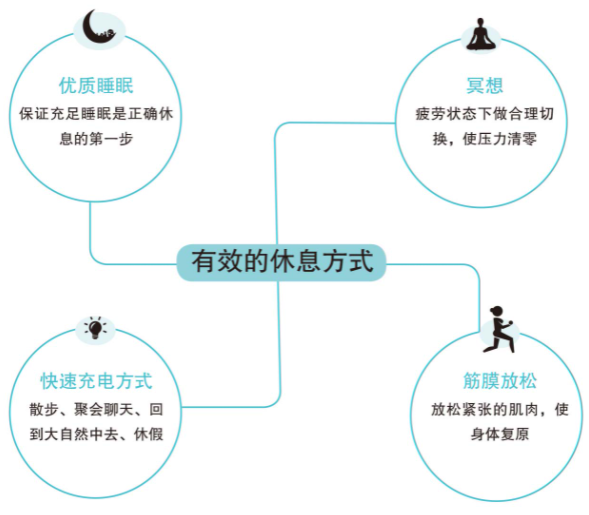 优质睡眠
保证充足睡眠是正确休
息的第一步
冥想
疲劳状态下做合理切
换，使压力清零
有效的休息方式
快速充电方式
散步、聚会聊天、回
到大自然中去、休假
筋膜放松
放松紧张的肌肉，使
身体复原